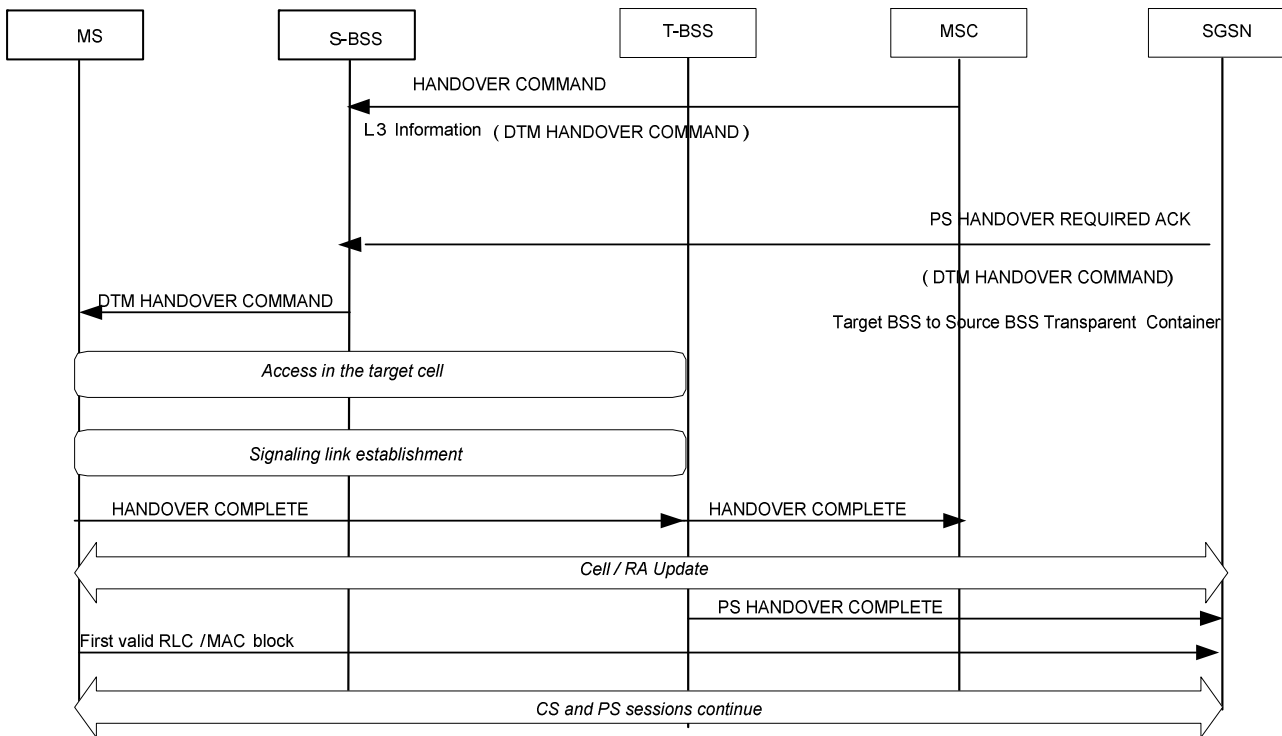 MS
S-BSS
T-BSS
MSC
SGSN
HANDOVER COMMAND
L3 Information ( DTM HANDOVER COMMAND )
PS HANDOVER REQUIRED ACK
( DTM HANDOVER COMMAND)
DTM HANDOVER COMMAND
Target BSS to Source BSS Transparent Container
Access in the target cell
Signaling link establishment
HANDOVER COMPLETE
HANDOVER COMPLETE
Cell / RA Update
PS HANDOVER COMPLETE
First valid RLC /MAC block
CS and PS sessions continue